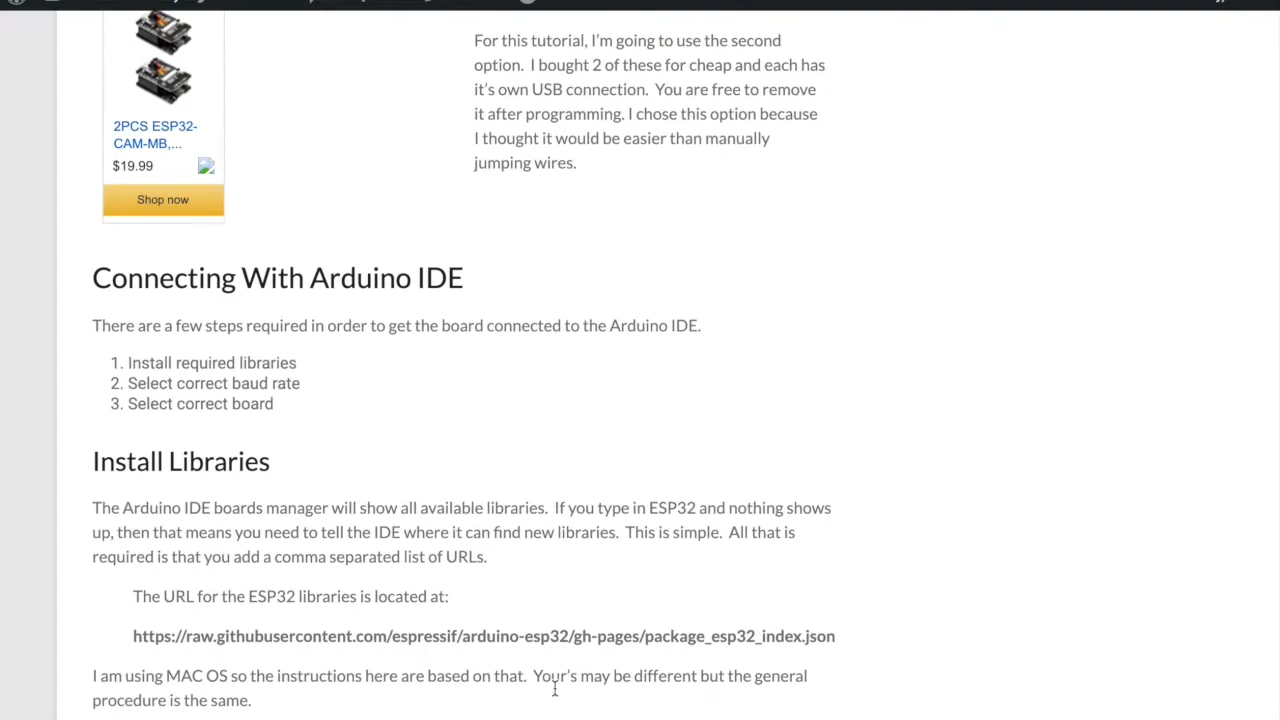 For this tutorial, I'm going to use the second
option.  I bought 2 of these for cheap and each has
it's own USB connection.  You are free to remove
it after programming. I chose this option because
I thought it would be easier than manually
jumping wires.
2PCS ESP32-
CAM-MB,...
$19.99
Shop now
Connecting With Arduino IDE
There are a few steps required in order to get the board connected to the Arduino IDE.
1. Install required libraries
2. Select correct baud rate
3. Select correct board
Install Libraries
The Arduino IDE boards manager will show all available libraries.  If you type in ESP32 and nothing shows
up, then that means you need to tell the IDE where it can find new libraries.  This is simple.  All that is
required is that you add a comma separated list of URLs.
The URL for the ESP32 libraries is located at:
https://raw.githubusercontent.com/espressif/arduino-esp32/gh-pages/package_esp32_index.json
I am using MAC OS so the instructions here are based on that.  Your's may be different but the general
procedure is the same.